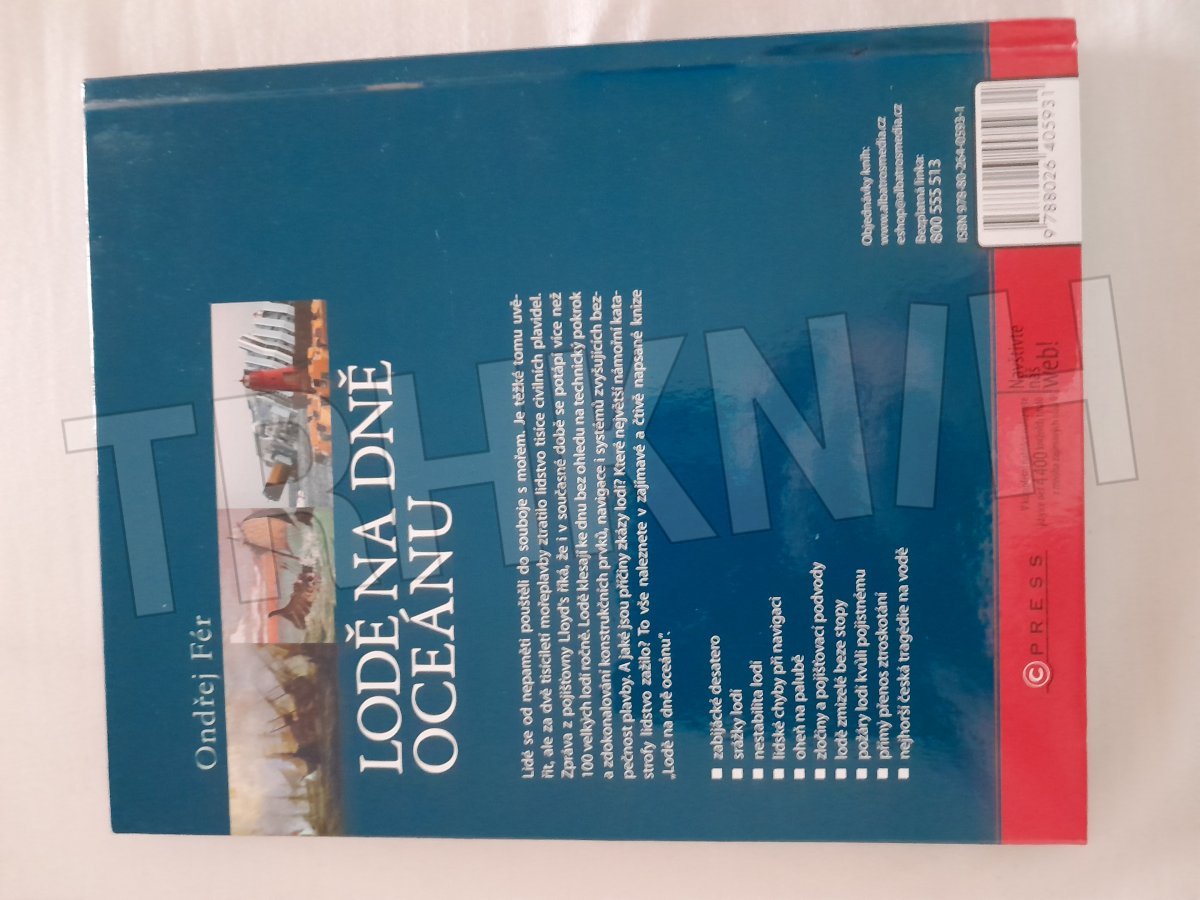 Ondřej Fér
LODĚ NA DNĚ
OCEÁNU
Lidé se od nepaměti pouštěli do souboje s mořem. Je těžké tomu uvě-
řit, ale za dvě tisíciletí mořeplavby ztratilo lidstvo tisíce civilních plavidel.
Zpráva z pojišťovny Lloyd's říká, že i v současné době se potápí více než
100 velkých lodí ročně. Lodě klesají ke dnu bez ohledu na technický pokrok
a zdokonalování konstrukčních prvků, navigace i systémů zvyšujících bez-
pečnost plavby. A jaké jsou příčiny zkázy lodí? Které největší námořní kata-
strofy lidstvo zažilo? To vše naleznete v zajímavé a čtivě napsané knize
„Lodě na dně oceánu“.
■ zabijácké desatero
■ srážky lodí
■ nestabilita lodi
■ lidské chyby při navigaci
■ oheň na palubě
■ zločiny a pojišťovací podvody
■ lodě zmizelé beze stopy
■ požáry lodí kvůli pojistnému
■ přímý přenos ztroskotání
■ nejhorší česká tragédie na vodě
Objednávky knih:
www.albatrosmedia.cz
eshop@albatrosmedia.cz
Bezplatná linka:
800 555 513
ISBN 978-80-264-0593-1
9 788026 405931
CPRESS
Navštivte
náš
web!
TRHKNIH